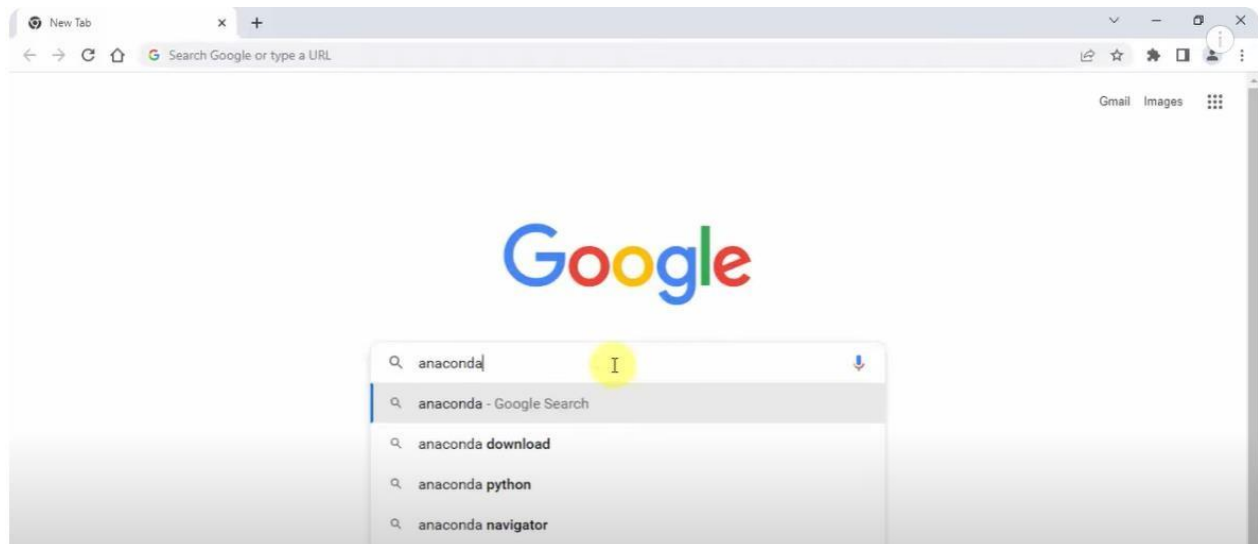 New Tab
Search Google or type a URL
Gmail Images
Google
anaconda
anaconda - Google Search
anaconda download
anaconda python
anaconda navigator